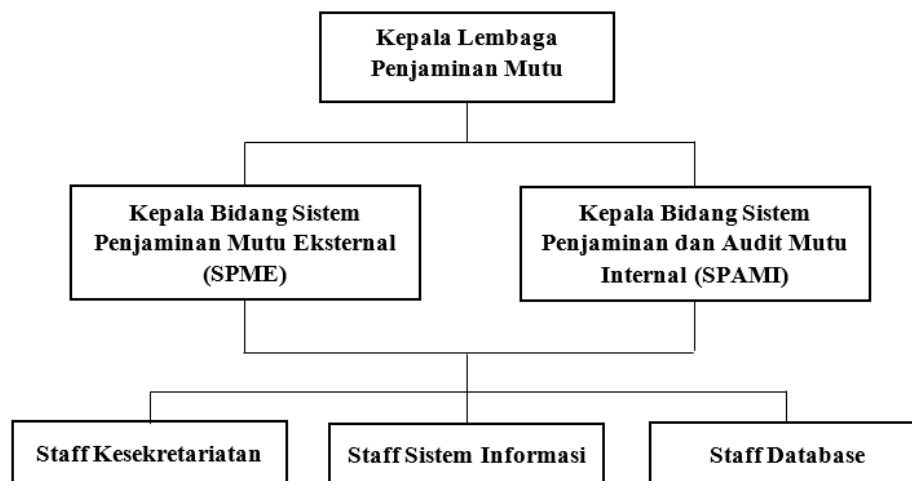 Kepala Lembaga
Penjaminan Mutu
Kepala Bidang Sistem
Penjaminan Mutu Eksternal
(SPME)
Kepala Bidang Sistem
Penjaminan dan Audit Mutu
Internal (SPAMI)
Staff Kesekretariatan
Staff Sistem Informasi
Staff Database